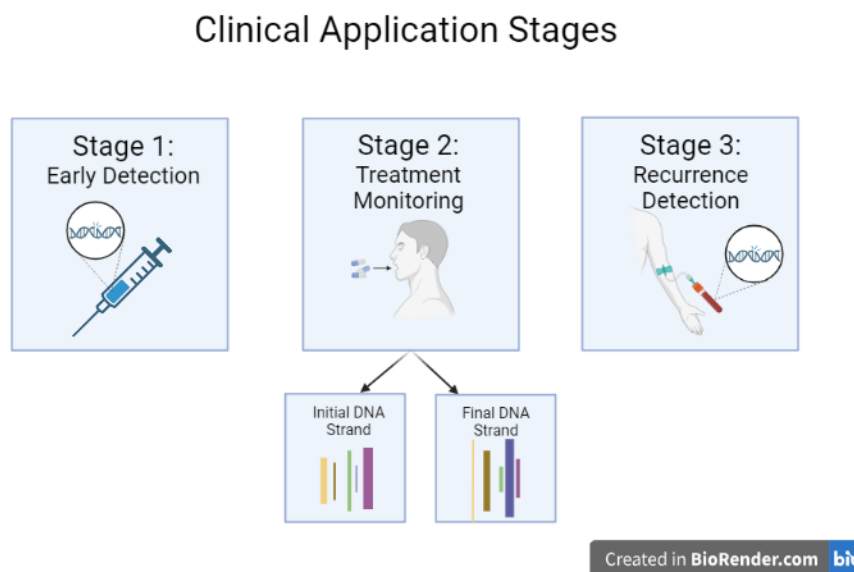 Clinical Application Stages
Stage 1:
Early Detection
Stage 2:
Treatment
Monitoring
Stage 3:
Recurrence
Detection
Initial DNA
Strand
Final DNA
Strand
Created in BioRender.com